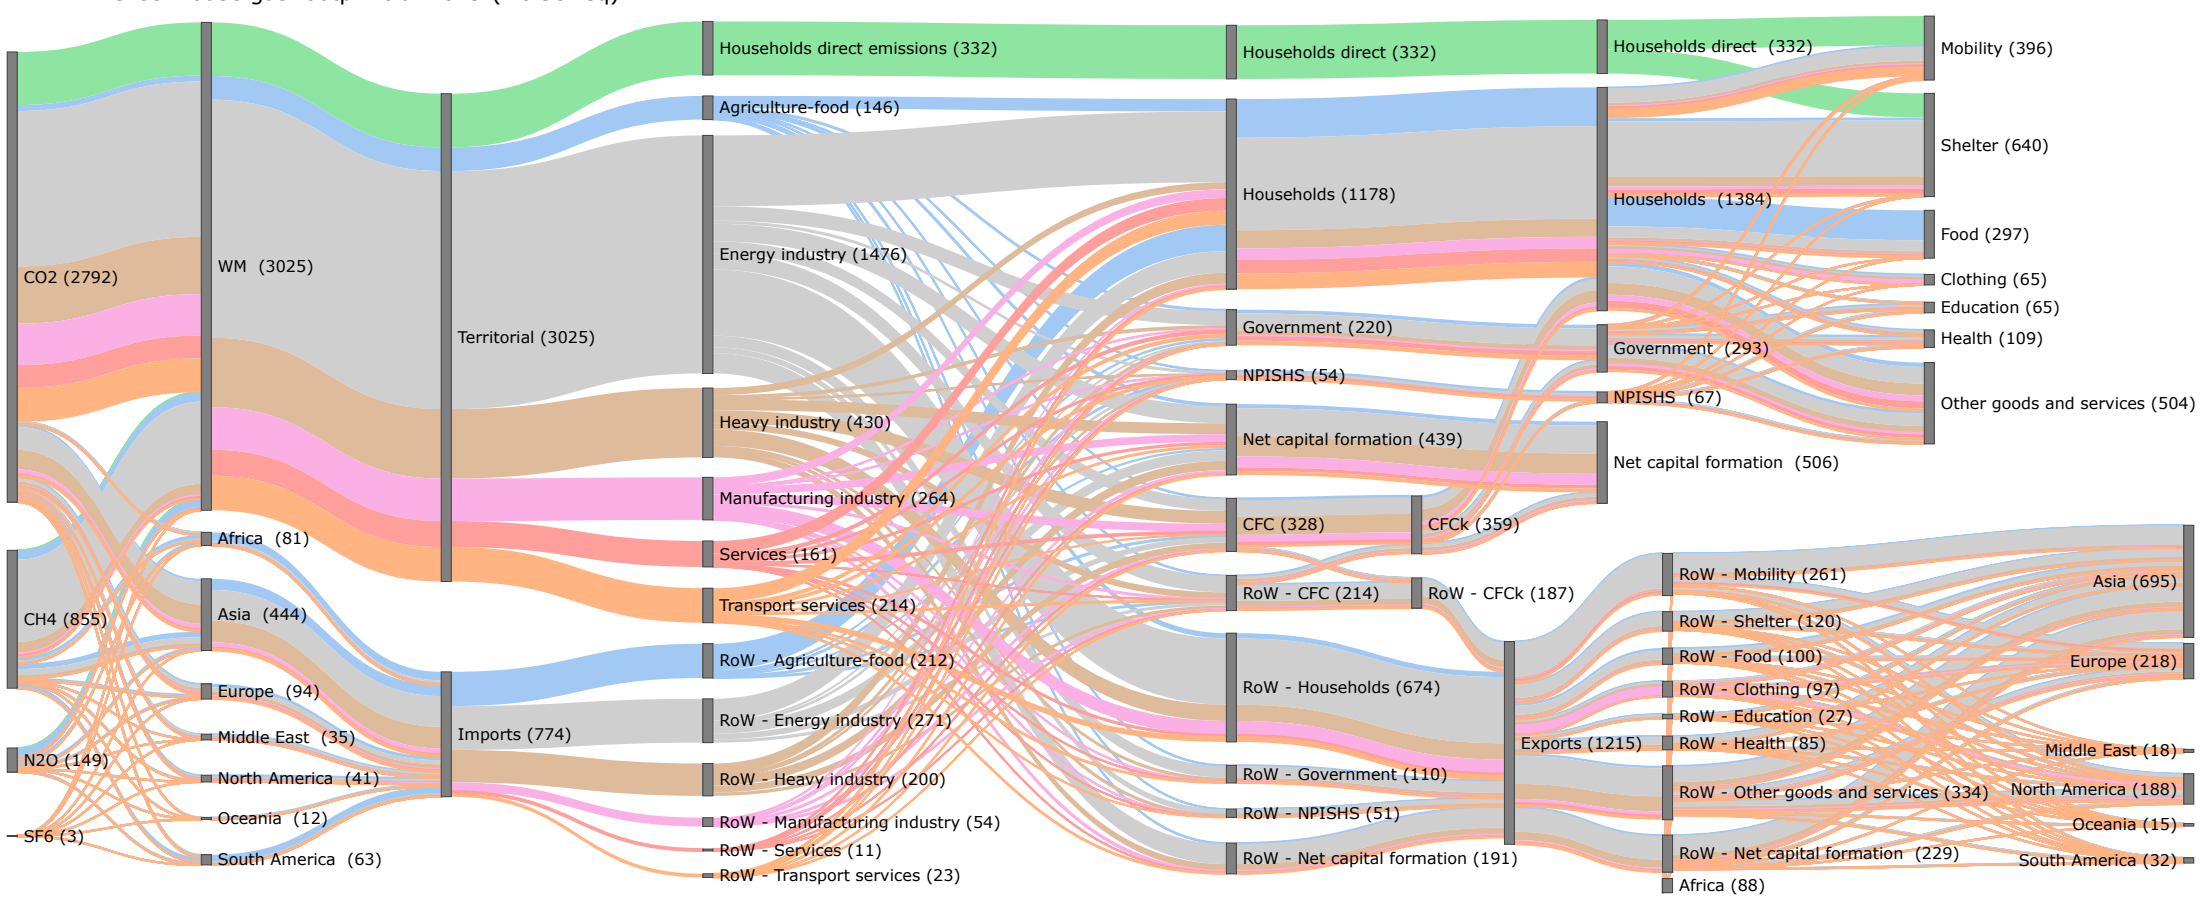 CO2 (2792)
CH4 (855)
N2O (149)
SF6 (3)
WM (3025)
Africa (81)
Asia (444)
Europe (94)
Middle East (35)
North America (41)
Oceania (12)
South America (63)
Territorial (3025)
Imports (774)
Households direct emissions (332)
Agriculture-food (146)
Energy industry (1476)
Heavy industry (430)
Manufacturing industry (264)
Services (161)
Transport services (214)
RoW - Agriculture-food (212)
RoW - Energy industry (271)
RoW - Heavy industry (200)
RoW - Manufacturing industry (54)
RoW - Services (11)
RoW - Transport services (23)
Households direct (332)
Households (1178)
Government (220)
NPISHS (54)
Net capital formation (439)
CFC (328)
RoW - CFC (214)
RoW - Households (674)
RoW - Government (110)
RoW - NPISHS (51)
RoW - Net capital formation (191)
CFCk (359)
RoW - CFCk (187)
Exports (1215)
Households direct (332)
Households (1384)
Government (293)
NPISHS (67)
Net capital formation (506)
RoW - Mobility (261)
RoW - Shelter (120)
RoW - Food (100)
RoW - Clothing (97)
RoW - Education (27)
RoW - Health (85)
RoW - Other goods and services (334)
RoW - Net capital formation (229)
Africa (88)
Mobility (396)
Shelter (640)
Food (297)
Clothing (65)
Education (65)
Health (109)
Other goods and services (504)
Asia (695)
Europe (218)
Middle East (18)
North America (188)
Oceania (15)
South America (32)